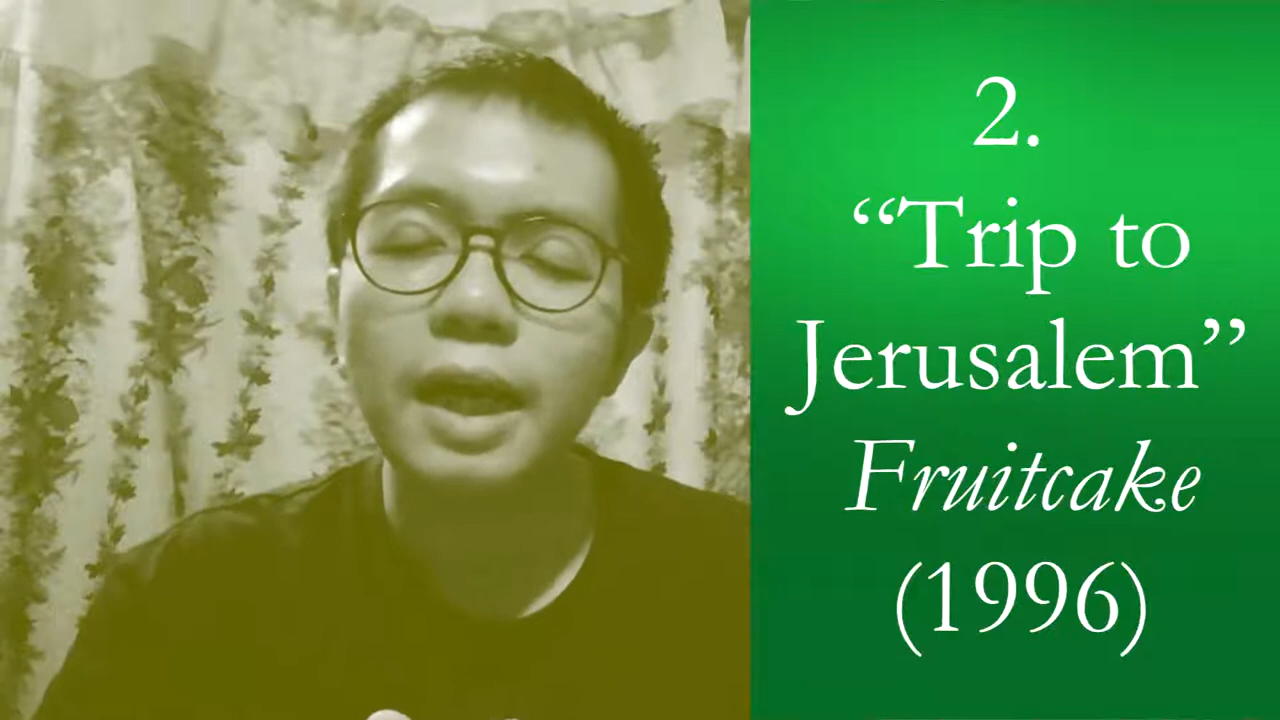 2.
“Trip to
Jerusalem”
Fruitcake
(1996)